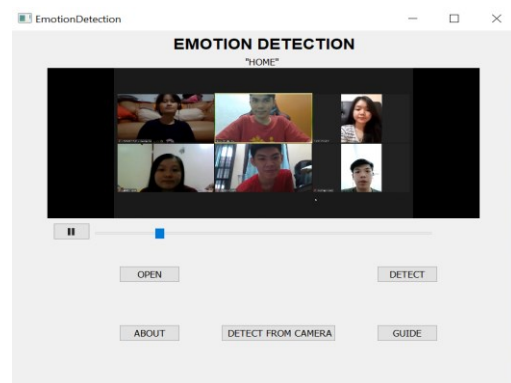 EmotionDetection
EMOTION DETECTION
"HOME"
OPEN
DETECT
ABOUT
DETECT FROM CAMERA
GUIDE